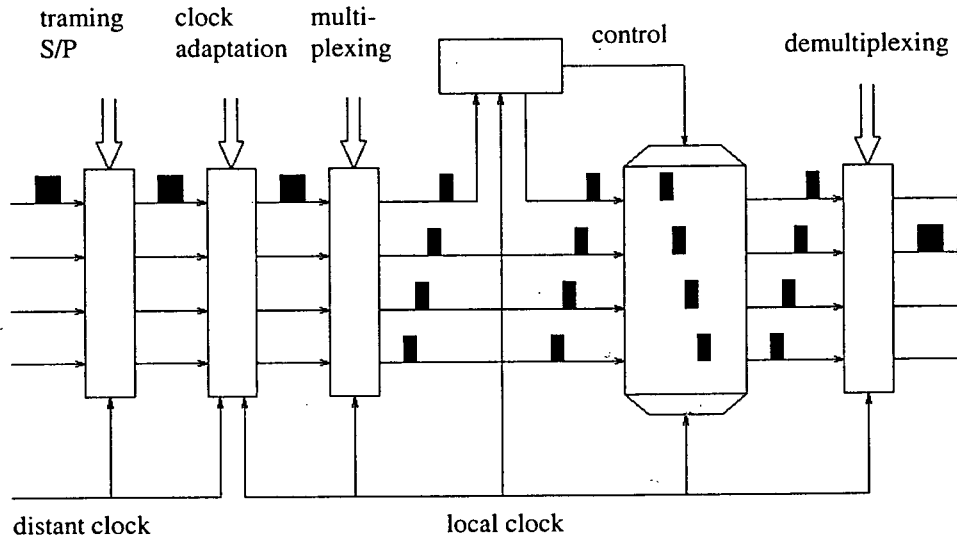 traming
S/P
clock
adaptation
multi-
plexing
control
demultiplexing
distant clock
local clock